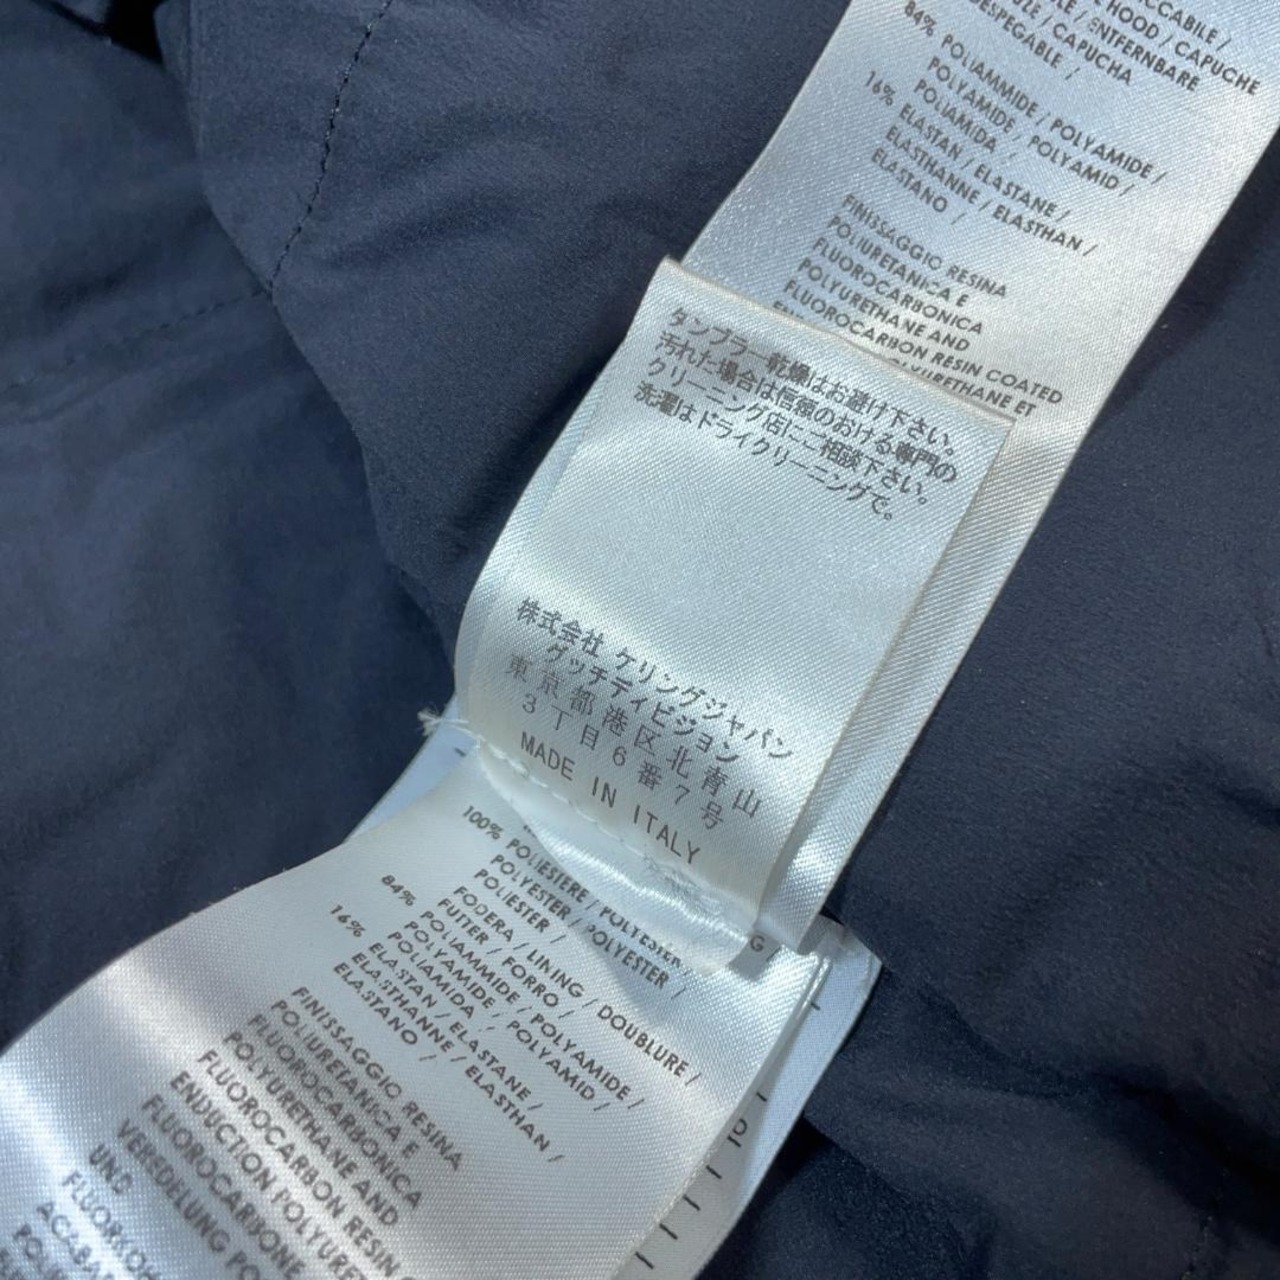 ACCABILE /
HOOD / CAPUCHE
/ ENTFERNBARE
/ CAPUCHA
DESPEGABLE /
84% POLIAMMIDE / POLYAMIDE /
POLYAMIDE / POLYAMID /
POLIAMIDA /
16% ELASTAN / ELASTANE /
ELASTHANNE / ELASTHAN /
ELASTANO /
FINISSAGGIO RESINA
POLIURETANICA E
FLUOROCARBONICA
POLYURETHANE AND
FLUOROCARBON RESIN COATED
タンブラー乾燥はお避け下さい。
汚れた場合は信頼のおける専門の
クリーニング店にご相談下さい。
洗濯はドライクリーニングで。
株式会社 ケリングジャパン
グッチディビジョン
東京都港区北青山
3丁目6番7号
MADE IN ITALY
100% POLIESTERE / POLYESTER /
POLYESTER / POLYESTER /
POLIESTER /
FODERA / LINING / DOUBLURE /
FUTTER / FORRO /
84% POLIAMMIDE / POLYAMIDE /
POLYAMIDE / POLYAMID /
POLIAMIDA /
16% ELASTAN / ELASTANE /
ELASTHANNE / ELASTHAN /
ELASTANO /
FINISSAGGIO RESINA
POLIURETANICA E
FLUOROCARBONICA
POLYURETHANE AND
FLUOROCARBON RESIN
ENDUCTION POLYURE
FLUOROCARBONE
VEREDELUNG PO
UND
FLUORKOH
ACABA